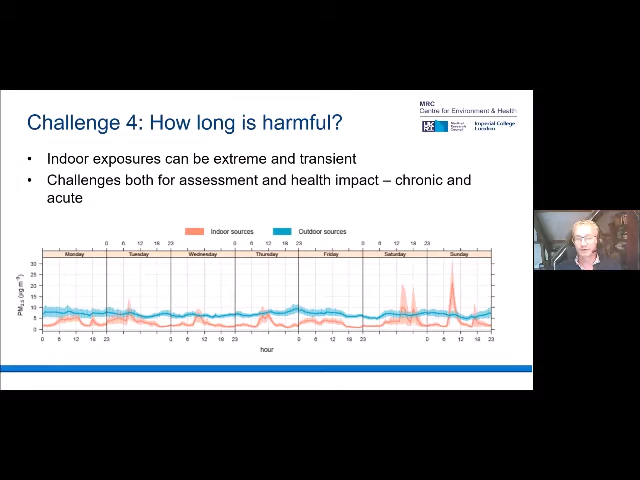 MRC
Centre for Environment & Health
Challenge 4: How long is harmful?
Medical
Research
Council
Imperial College
London
• Indoor exposures can be extreme and transient
• Challenges both for assessment and health impact – chronic and
acute
Indoor sources Outdoor sources
0 6 12 18 23 0 6 12 18 23 0 6 12 18 23
Monday Tuesday Wednesday Thursday Friday Saturday Sunday
30
25
20
15
10
5
0
PM2.5 (µg m-3)
0 6 12 18 23 0 6 12 18 23 0 6 12 18 23 0 6 12 18 23
hour